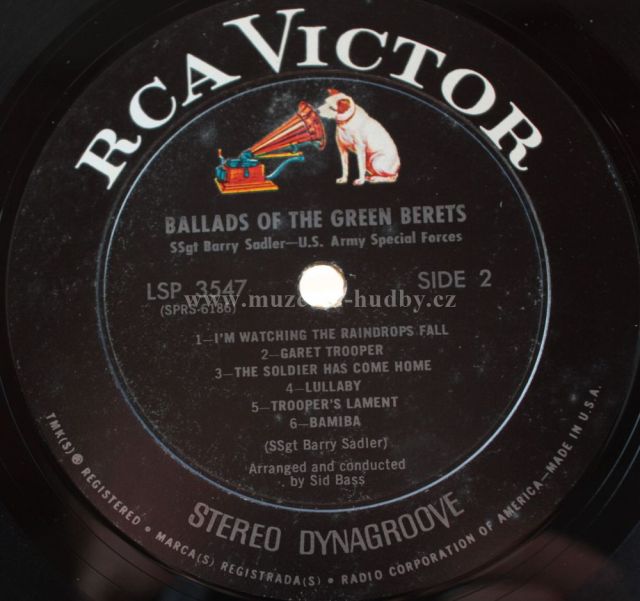 RCA VICTOR
BALLADS OF THE GREEN BERETS
SSgt Barry Sadler—U.S. Army Special Forces
LSP 3547 SIDE 2
www.muze hudby.cz
(SPRS-6186)
1—I'M WATCHING THE RAINDROPS FALL
2—GARET TROOPER
3—THE SOLDIER HAS COME HOME
4—LULLABY
5—TROOPER'S LAMENT
6—BAMIBA
(SSgt Barry Sadler)
Arranged and conducted
by Sid Bass
STEREO DYNAGROOVE
TMK(S) ® REGISTERED • MARCA(S) REGISTRADA(S) • RADIO CORPORATION OF AMERICA—MADE IN U.S.A.